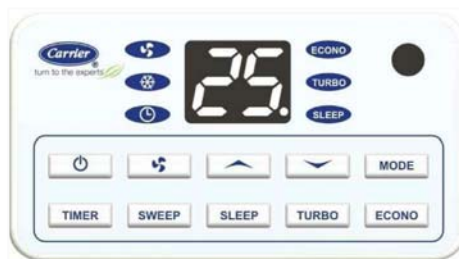 Carrier
turn to the experts
25.
ECONO
TURBO
SLEEP
MODE
TIMER SWEEP SLEEP TURBO ECONO